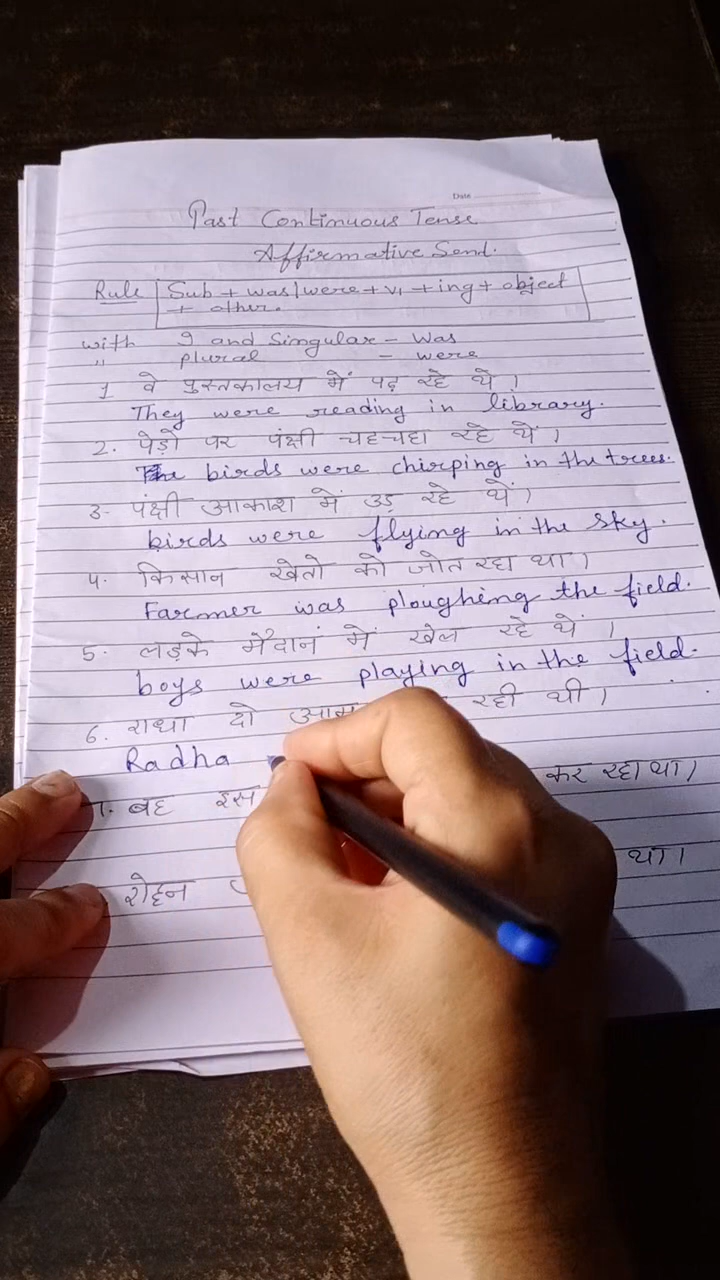 Date
Past Continuous Tense
Affirmative Send.
Rule Sub + was/were + v1 + ing + object
+ other.
with I and Singular - Was
" plural - were
1 वे पुस्तकालय में पढ़ रहे थे।
They were reading in library.
2. पेड़ो पर पंक्षी चहचहा रहे थें।
The birds were chirping in the trees.
3- पंक्षी आकाश में उड़ रहे थें।
birds were flying in the sky.
4. किसान खेतो को जोत रहा था।
Farmer was ploughing the field.
5. लड़के मैदान में खेल रहे थें।
boys were playing in the field.
6. राधा दो रही थी।
Radha
7. बह इस कर रहा था।
रोहन था।